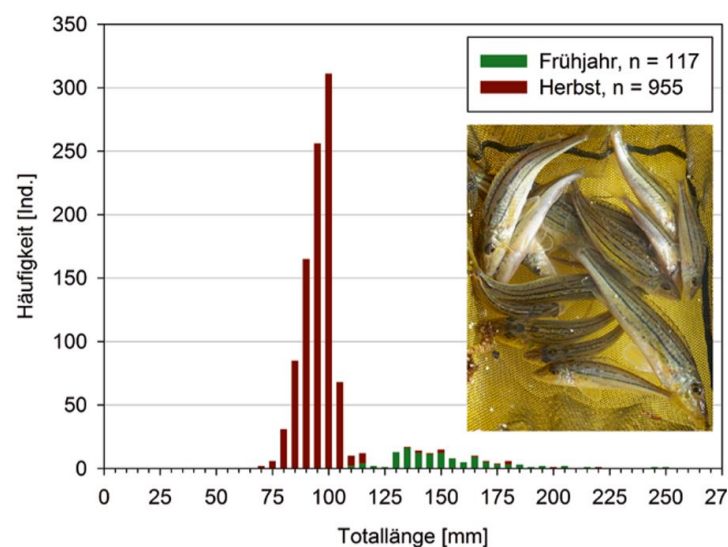 350
300
250
200
150
100
50
0
Häufigkeit [Ind.]
Frühjahr, n = 117
Herbst, n = 955
0 25 50 75 100 125 150 175 200 225 250 27
Totallänge [mm]